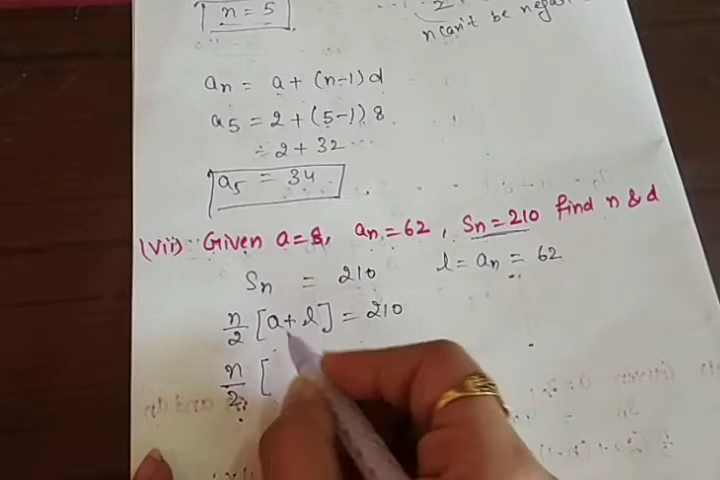 n = 5
2
n can't be
an = a + (n-1) d
a5 = 2 + (5-1) 8
= 2 + 32
a5 = 34
(vii) Given a=8, an=62, Sn=210 find n & d
Sn = 210 l = an = 62
n/2 [a+l] = 210
n/2 [